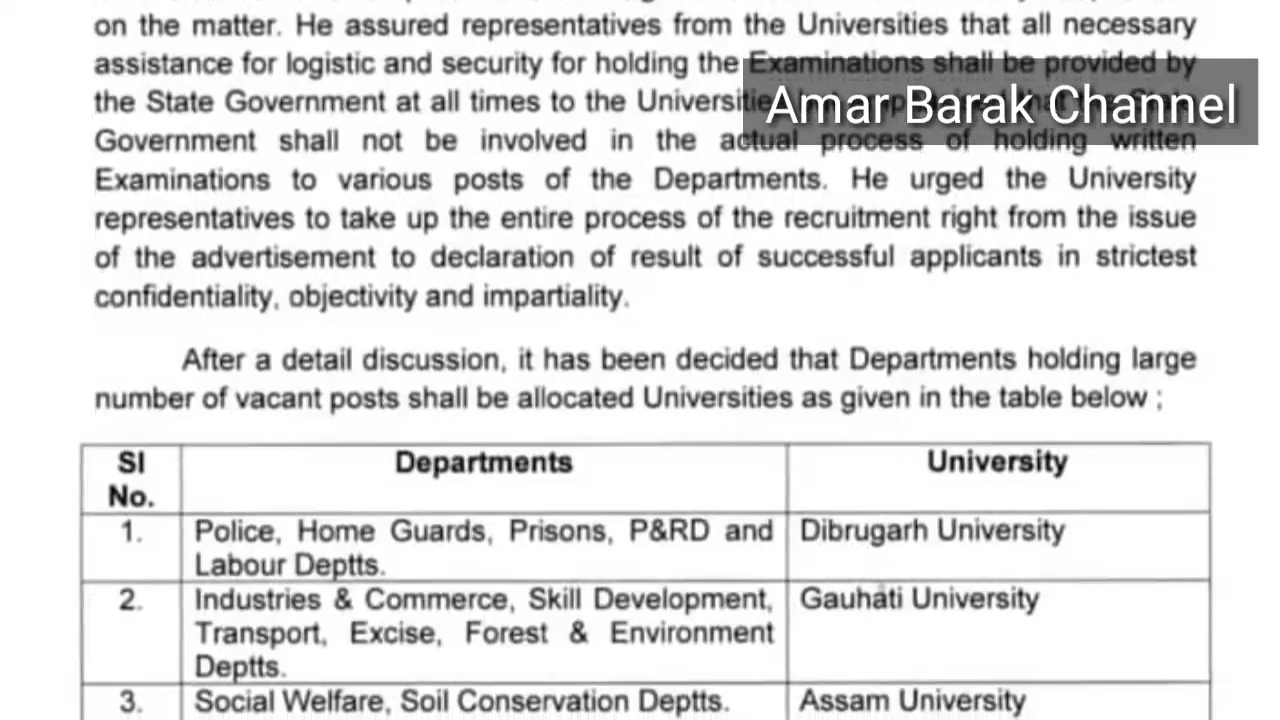 on the matter. He assured representatives from the Universities that all necessary
assistance for logistic and security for holding the Examinations shall be provided by
the State Government at all times to the Universities
Amar Barak Channel
Government shall not be involved in the actual process of holding written
Examinations to various posts of the Departments. He urged the University
representatives to take up the entire process of the recruitment right from the issue
of the advertisement to declaration of result of successful applicants in strictest
confidentiality, objectivity and impartiality.
After a detail discussion, it has been decided that Departments holding large
number of vacant posts shall be allocated Universities as given in the table below ;
Sl No. Departments University
1. Police, Home Guards, Prisons, P&RD and Dibrugarh University
Labour Deptts.
2. Industries & Commerce, Skill Development, Gauhati University
Transport, Excise, Forest & Environment
Deptts.
3. Social Welfare, Soil Conservation Deptts. Assam University